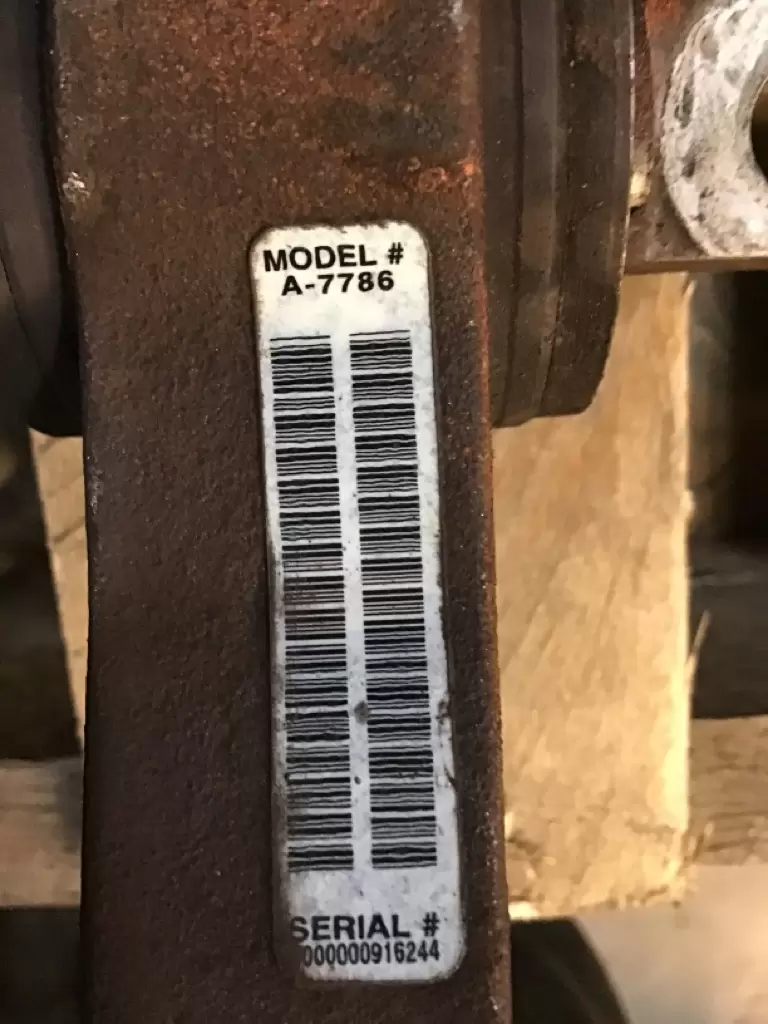 MODEL #
A-7786
SERIAL #
000000916244